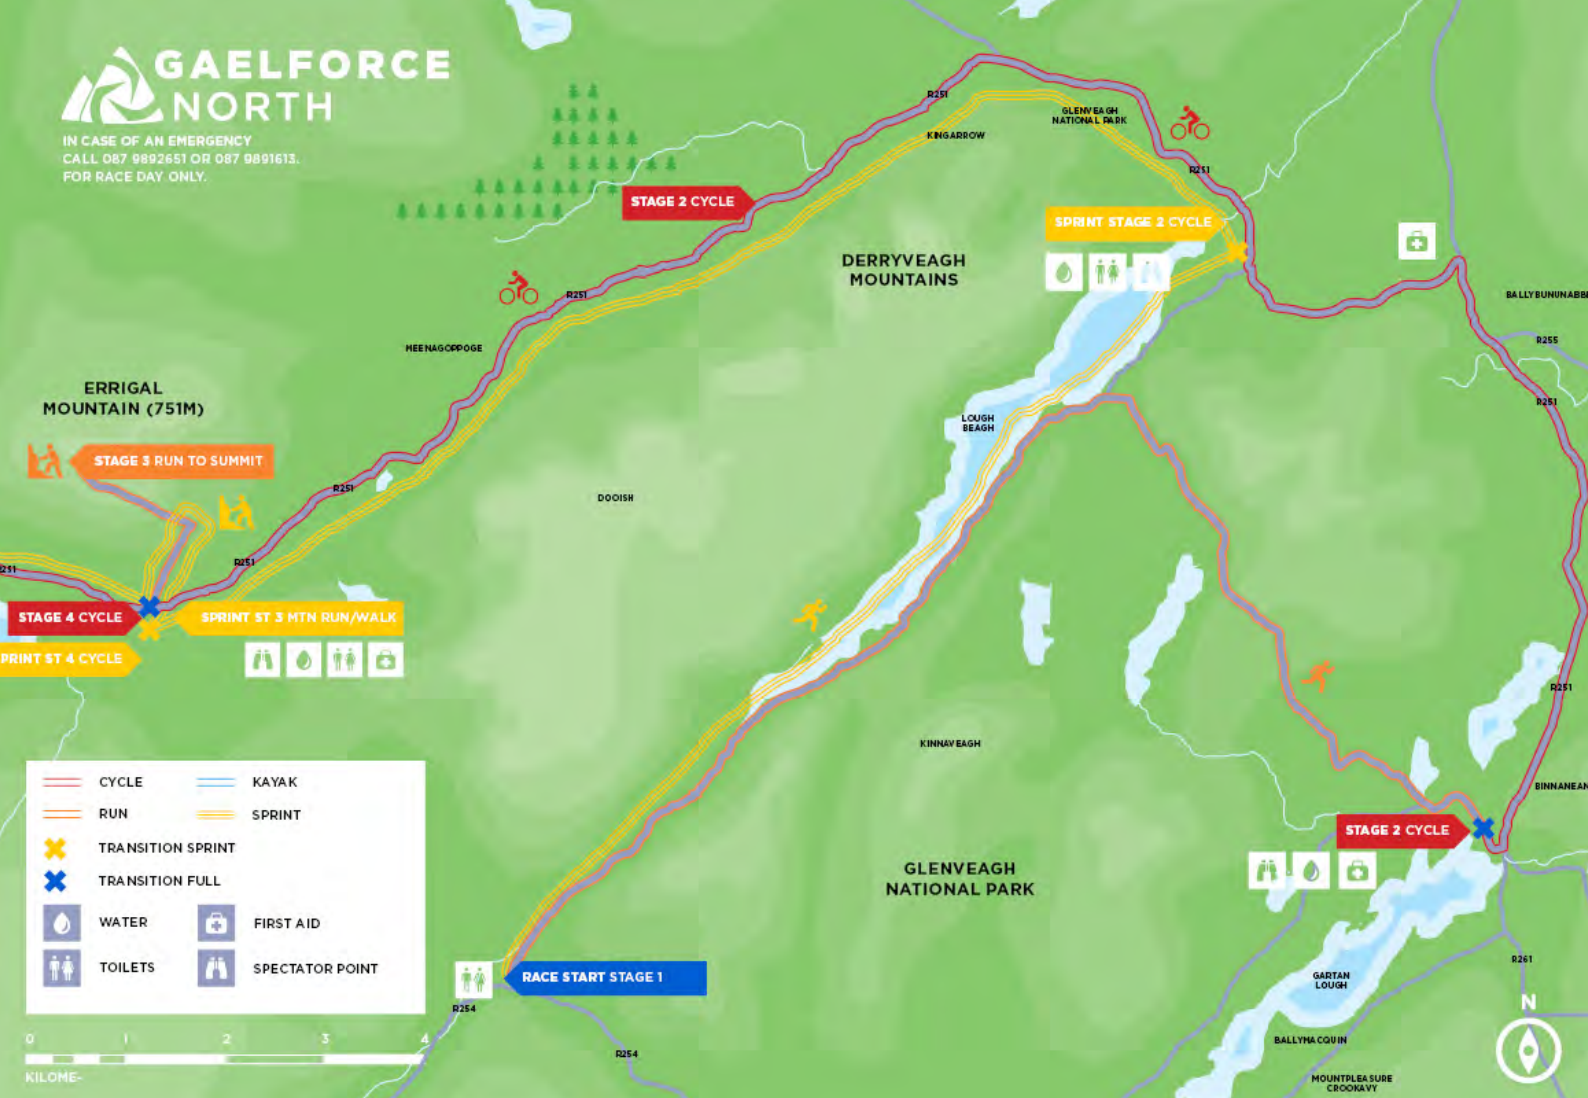 GAELFORCE
NORTH
IN CASE OF AN EMERGENCY
CALL 087 9892651 OR 087 9891613.
FOR RACE DAY ONLY.
R251
KINGARROW
GLENVEAGH
NATIONAL PARK
R251
STAGE 2 CYCLE
SPRINT STAGE 2 CYCLE
DERRYVEAGH
MOUNTAINS
R251
BALLYBUNUNABBE
R255
MEENAGOPPOGE
ERRIGAL
MOUNTAIN (751M)
R251
LOUGH
BEAGH
STAGE 3 RUN TO SUMMIT
R251
DOOISH
R251
R251
STAGE 4 CYCLE
SPRINT ST 3 MTN RUN/WALK
PRINT ST 4 CYCLE
R251
KINNAVEAGH
BINNANEAN
CYCLE
KAYAK
RUN
SPRINT
TRANSITION SPRINT
TRANSITION FULL
WATER
FIRST AID
TOILETS
SPECTATOR POINT
STAGE 2 CYCLE
GLENVEAGH
NATIONAL PARK
RACE START STAGE 1
R261
GARTAN
LOUGH
R254
N
0 1 2 3 4
BALLYMACQUIN
R254
KILOME-
MOUNTPLEASURE
CROOKAVY